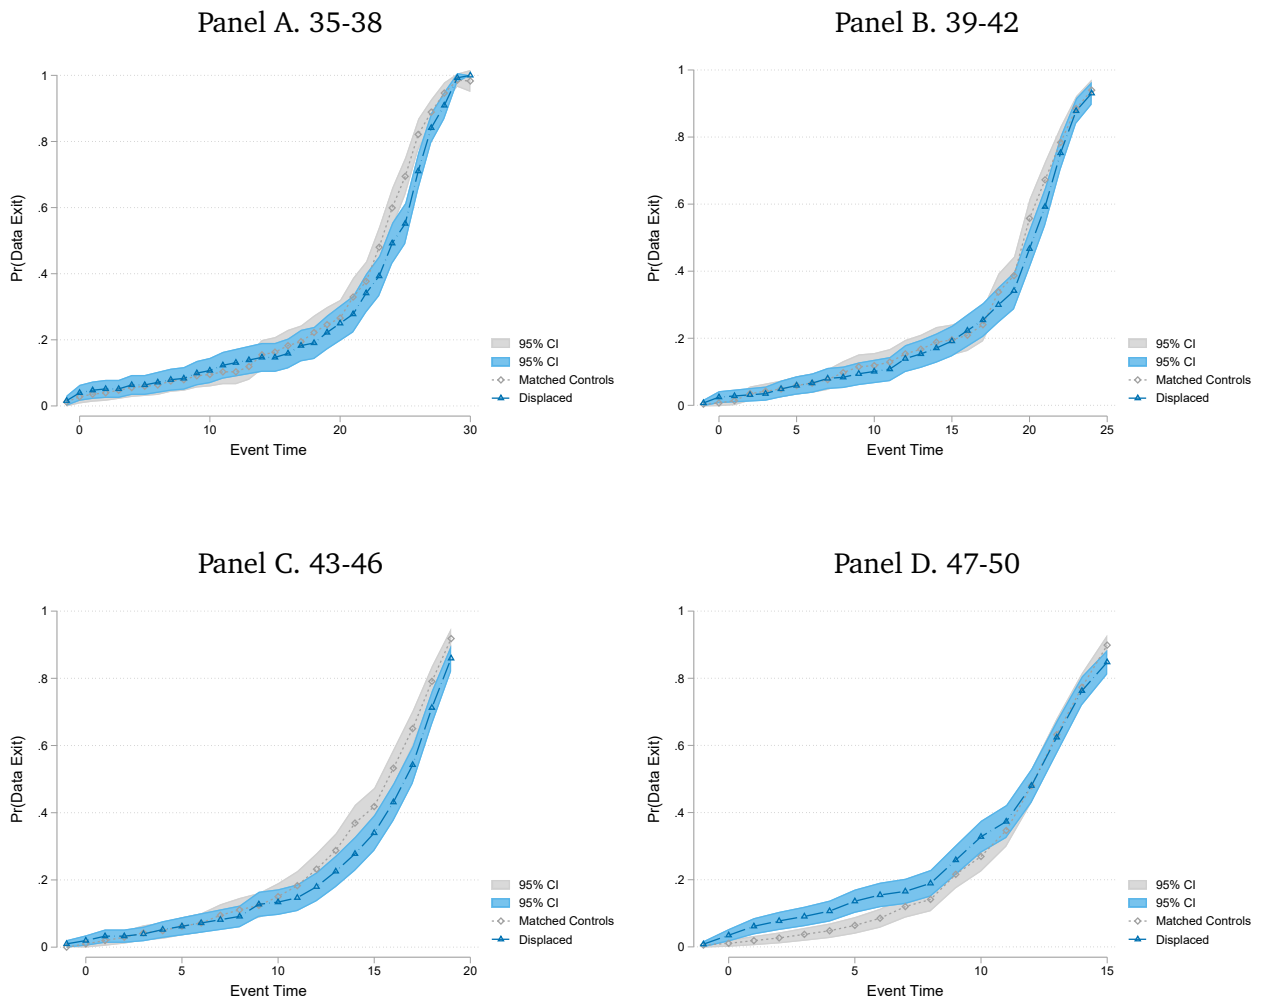 Panel A. 35-38
Pr(Data Exit)
1
.8
.6
.4
.2
0
0 10 20 30
Event Time
95% CI
95% CI
Matched Controls
Displaced
Panel B. 39-42
Pr(Data Exit)
1
.8
.6
.4
.2
0
0 5 10 15 20 25
Event Time
95% CI
95% CI
Matched Controls
Displaced
Panel C. 43-46
Pr(Data Exit)
1
.8
.6
.4
.2
0
0 5 10 15 20
Event Time
95% CI
95% CI
Matched Controls
Displaced
Panel D. 47-50
Pr(Data Exit)
1
.8
.6
.4
.2
0
0 5 10 15
Event Time
95% CI
95% CI
Matched Controls
Displaced